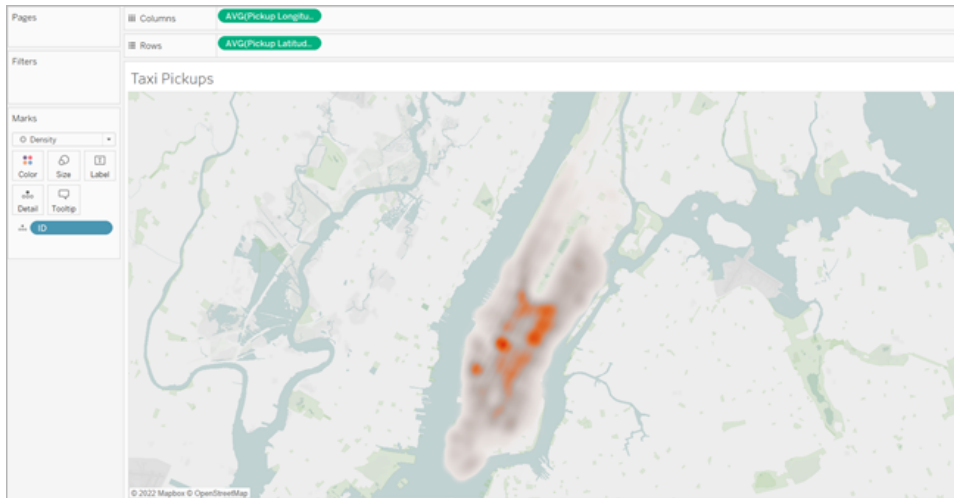 Pages
Columns
AVG(Pickup Longitu..
Rows
AVG(Pickup Latitud..
Filters
Taxi Pickups
Marks
Density
Color
Size
Label
Detail
Tooltip
ID
© 2022 Mapbox © OpenStreetMap